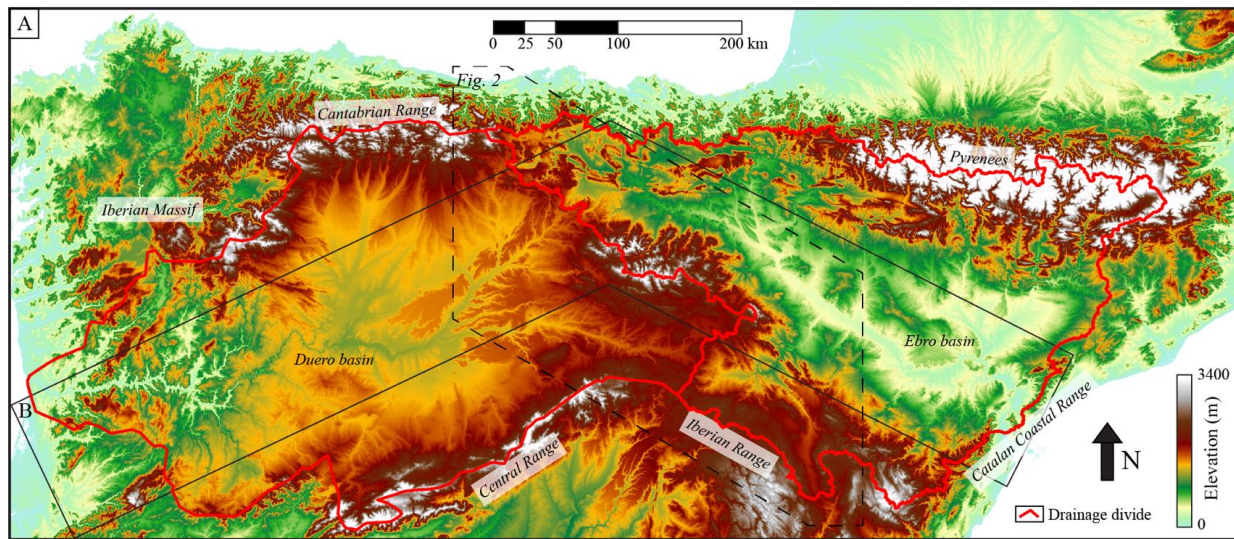 A
0 25 50 100 200 km
Fig. 2
Cantabrian Range
Pyrenees
Iberian Massif
Duero basin
Ebro basin
B
Central Range
Iberian Range
Catalan Coastal Range
N
3400
Elevation (m)
0
Drainage divide